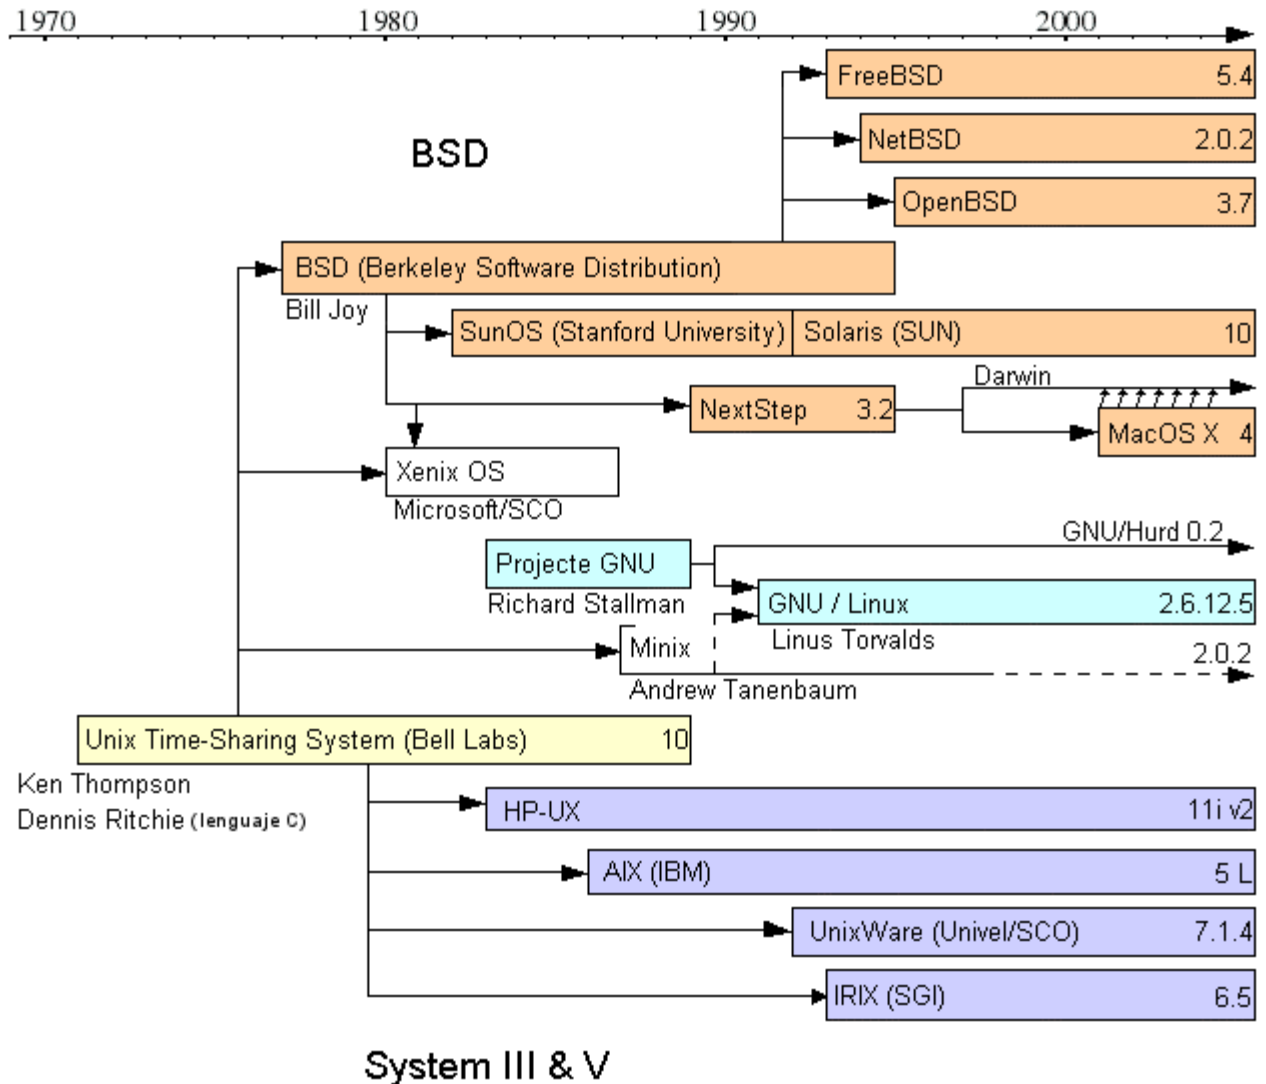 1970 1980 1990 2000
FreeBSD 5.4
BSD
NetBSD 2.0.2
OpenBSD 3.7
BSD (Berkeley Software Distribution)
Bill Joy
SunOS (Stanford University) Solaris (SUN) 10
Darwin
NextStep 3.2
MacOS X 4
Xenix OS
Microsoft/SCO
GNU/Hurd 0.2
Projecte GNU
Richard Stallman
GNU / Linux 2.6.12.5
Linus Torvalds
Minix 2.0.2
Andrew Tanenbaum
Unix Time-Sharing System (Bell Labs) 10
Ken Thompson
Dennis Ritchie (lenguaje C)
HP-UX 11i v2
AIX (IBM) 5 L
UnixWare (Univel/SCO) 7.1.4
IRIX (SGI) 6.5
System III & V